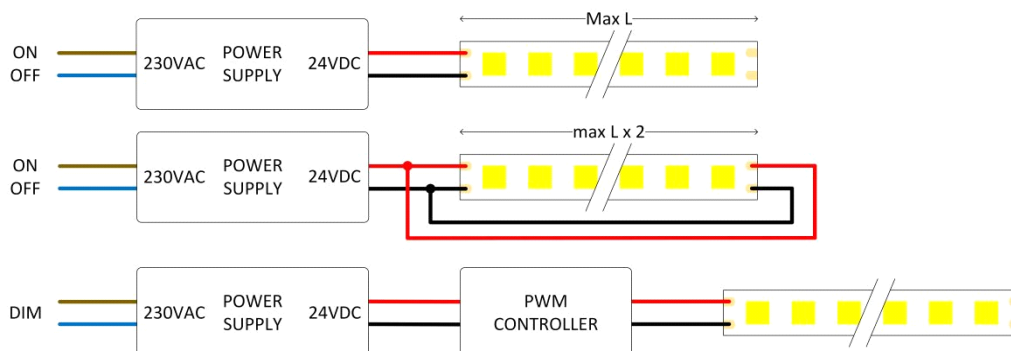 Max L
ON
OFF
230VAC
POWER
SUPPLY
24VDC
max L x 2
ON
OFF
230VAC
POWER
SUPPLY
24VDC
DIM
230VAC
POWER
SUPPLY
24VDC
PWM
CONTROLLER